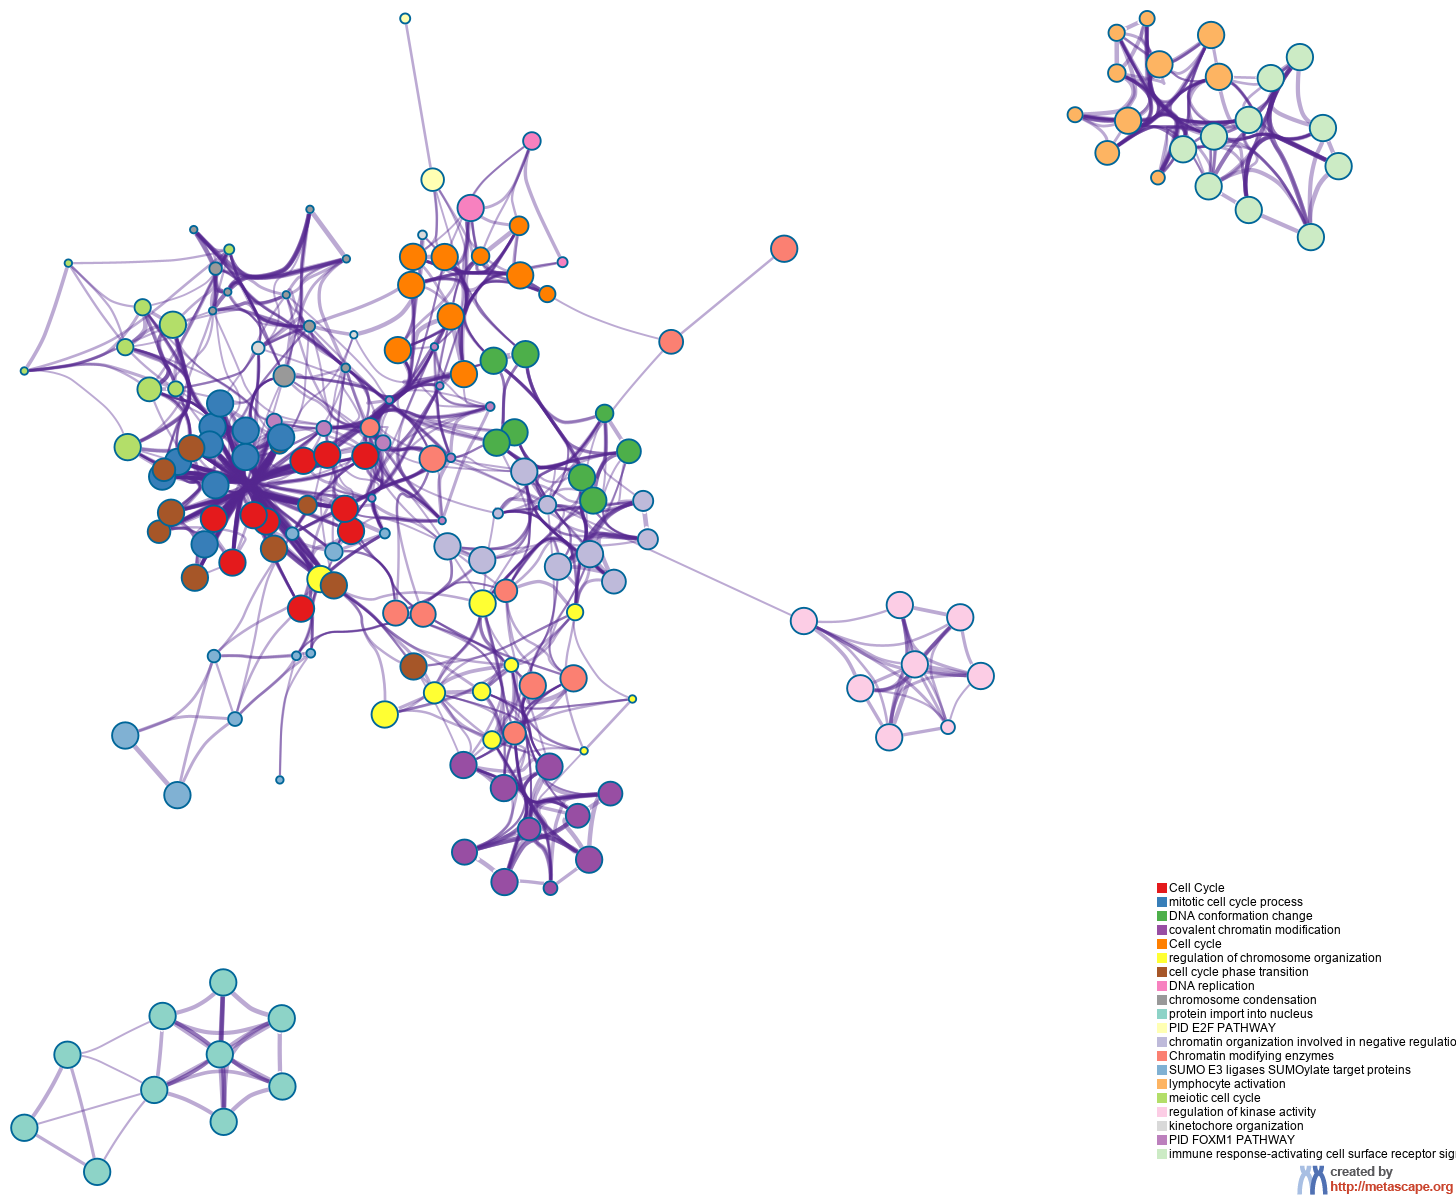 Cell Cycle
mitotic cell cycle process
DNA conformation change
covalent chromatin modification
Cell cycle
regulation of chromosome organization
cell cycle phase transition
DNA replication
chromosome condensation
protein import into nucleus
PID E2F PATHWAY
chromatin organization involved in negative regulatio
Chromatin modifying enzymes
SUMO E3 ligases SUMOylate target proteins
lymphocyte activation
meiotic cell cycle
regulation of kinase activity
kinetochore organization
PID FOXM1 PATHWAY
immune response-activating cell surface receptor sig
created by
http://metascape.org